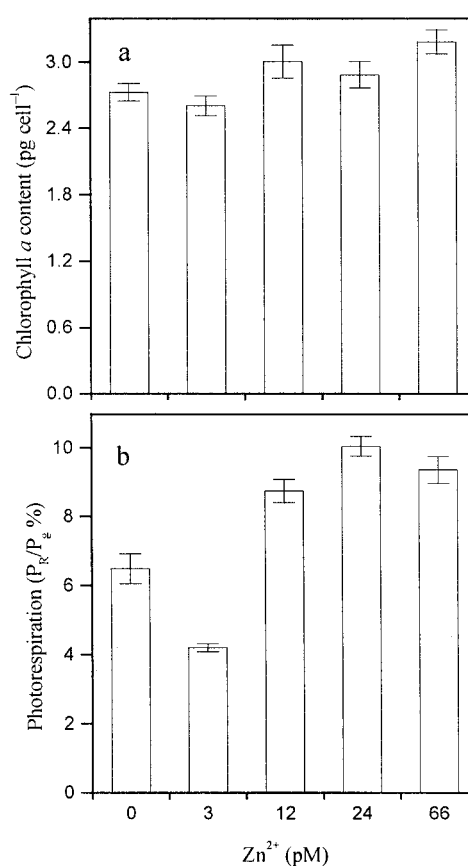 a
Chlorophyll a content (pg cell⁻¹)
3.0
2.4
1.8
1.2
0.6
0.0
b
Photorespiration (P_R/P_g %)
10
8
6
4
2
0
0 3 12 24 66
Zn²⁺ (pM)